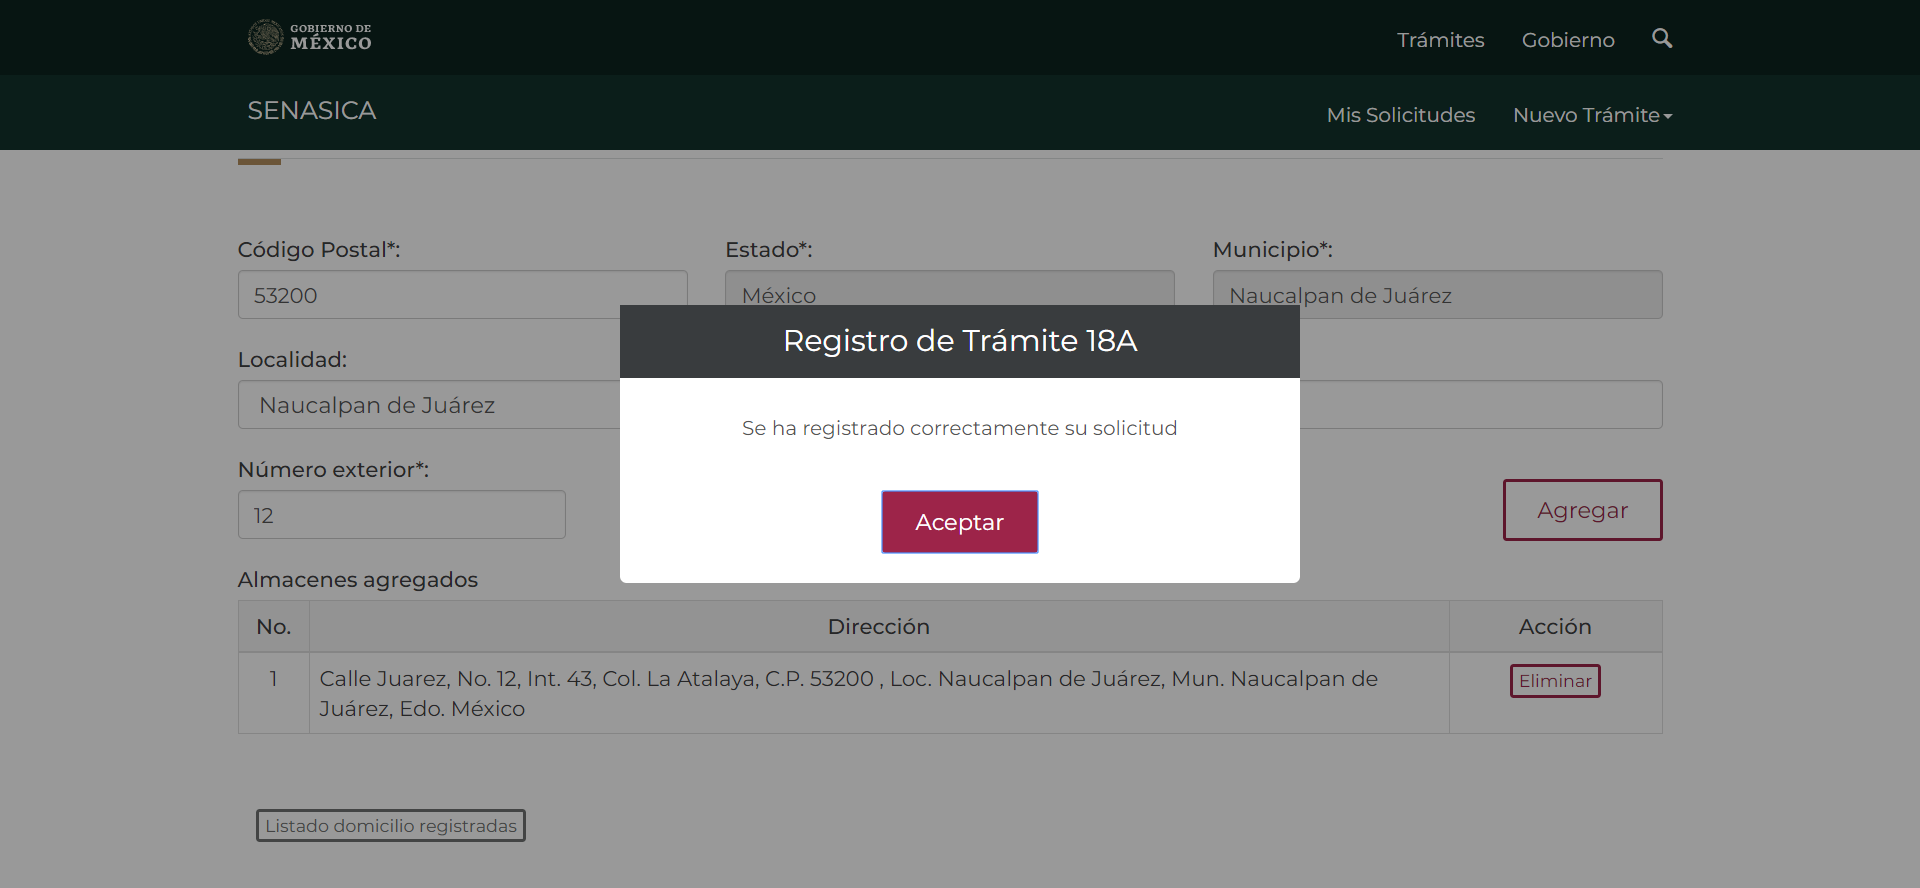 GOBIERNO DE
MÉXICO
Trámites
Gobierno
SENASICA
Mis Solicitudes
Nuevo Trámite
Código Postal*:
Estado*:
Municipio*:
53200
México
Naucalpan de Juárez
Registro de Trámite 18A
Localidad:
Naucalpan de Juárez
Se ha registrado correctamente su solicitud
Número exterior*:
12
Aceptar
Agregar
Almacenes agregados
No.
Dirección
Acción
1
Calle Juarez, No. 12, Int. 43, Col. La Atalaya, C.P. 53200 , Loc. Naucalpan de Juárez, Mun. Naucalpan de
Juárez, Edo. México
Eliminar
Listado domicilio registradas